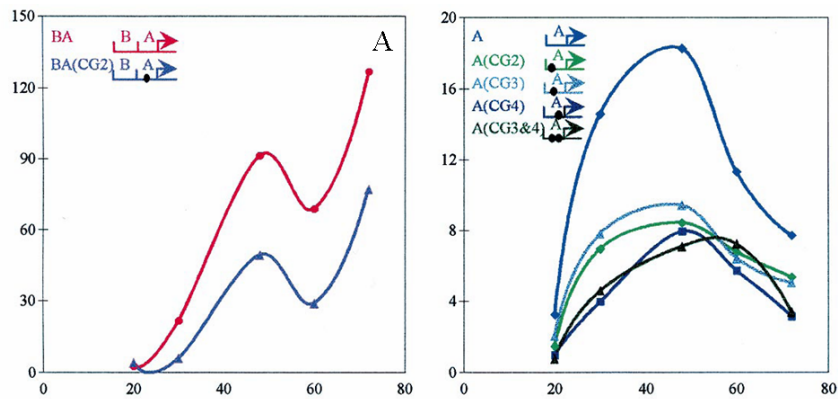 150
120
90
60
30
0
0 20 40 60 80
BA B A
BA(CG2) B A
A
20
16
12
8
4
0
0 20 40 60 80
A A
A(CG2) A
A(CG3) A
A(CG4) A
A(CG3&4) A